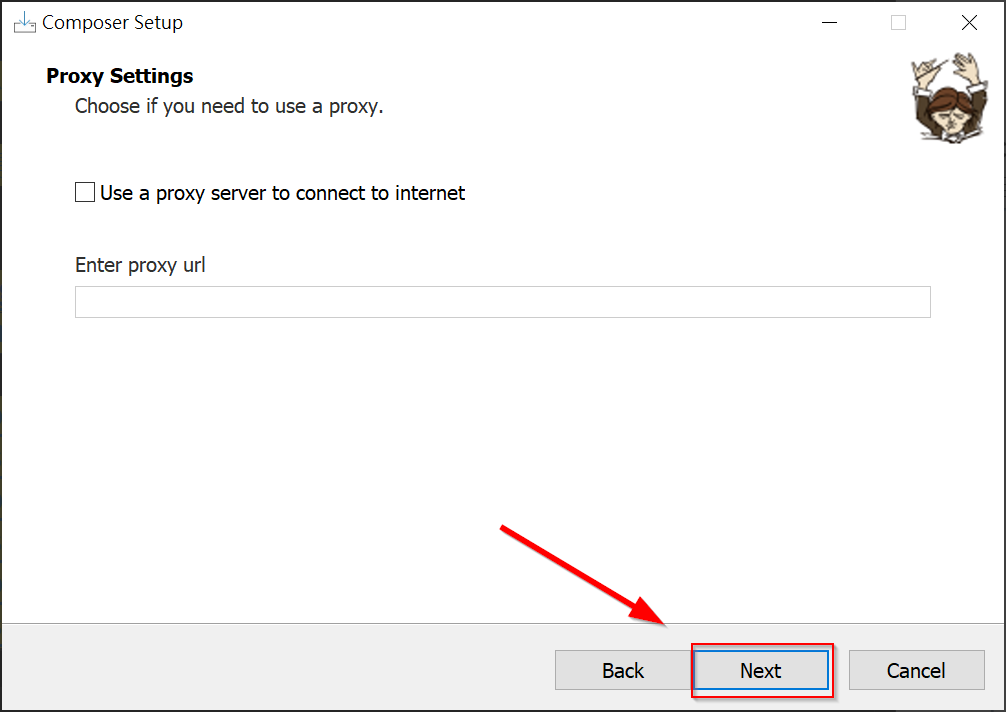 Composer Setup
Proxy Settings
Choose if you need to use a proxy.
Use a proxy server to connect to internet
Enter proxy url
Back
Next
Cancel